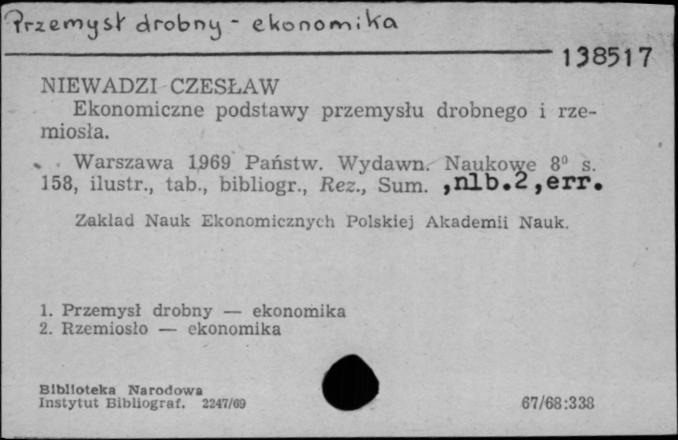 Przemysł drobny - ekonomika
138517
NIEWADZI CZESŁAW
Ekonomiczne podstawy przemysłu drobnego i rze-
miosła.
Warszawa 1969 Państw. Wydawn. Naukowe 8⁰ s.
158, ilustr., tab., bibliogr., Rez., Sum. ,nlb.2,err.
Zakład Nauk Ekonomicznych Polskiej Akademii Nauk.
1. Przemysł drobny — ekonomika
2. Rzemiosło — ekonomika
Biblioteka Narodowa
Instytut Bibliograf. 2247/69
67/68:338